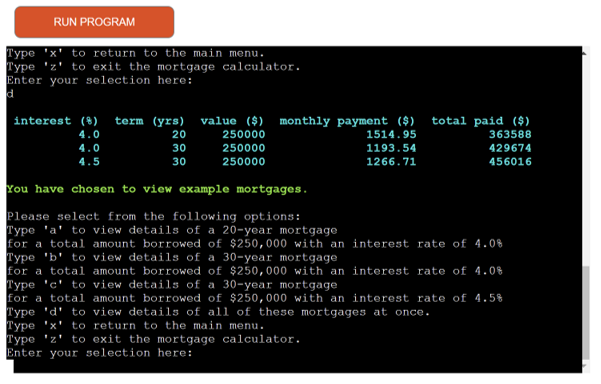 RUN PROGRAM
Type 'x' to return to the main menu.
Type 'z' to exit the mortgage calculator.
Enter your selection here:
d
interest (%) term (yrs) value ($) monthly payment ($) total paid ($)
4.0 20 250000 1514.95 363588
4.0 30 250000 1193.54 429674
4.5 30 250000 1266.71 456016
You have chosen to view example mortgages.
Please select from the following options:
Type 'a' to view details of a 20-year mortgage
for a total amount borrowed of $250,000 with an interest rate of 4.0%
Type 'b' to view details of a 30-year mortgage
for a total amount borrowed of $250,000 with an interest rate of 4.0%
Type 'c' to view details of a 30-year mortgage
for a total amount borrowed of $250,000 with an interest rate of 4.5%
Type 'd' to view details of all of these mortgages at once.
Type 'x' to return to the main menu.
Type 'z' to exit the mortgage calculator.
Enter your selection here: